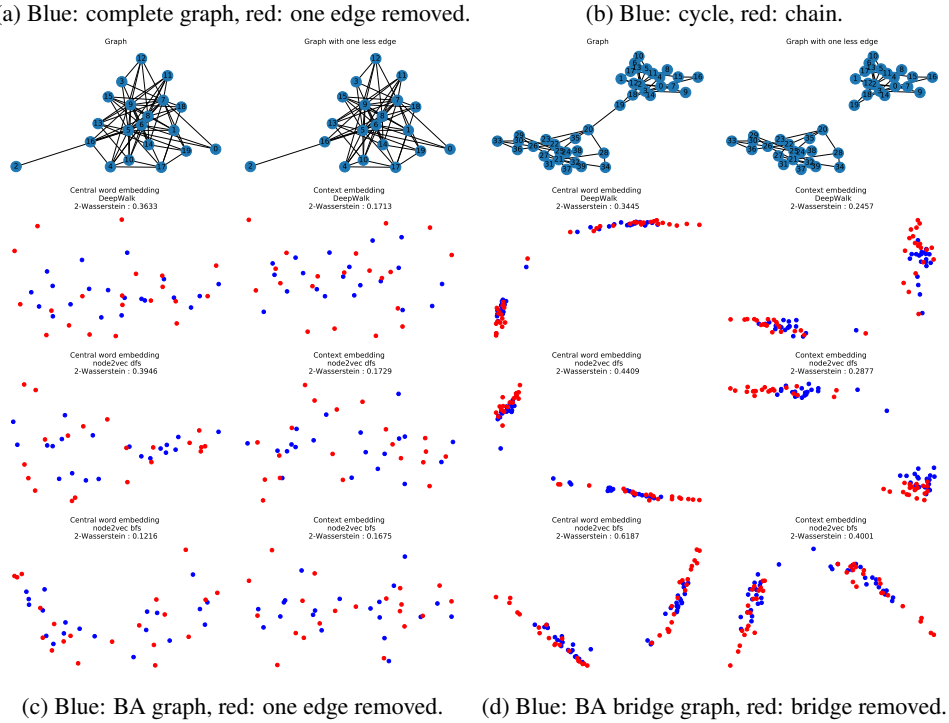 (a) Blue: complete graph, red: one edge removed.
(b) Blue: cycle, red: chain.
Graph
Graph with one less edge
Graph
Graph with one less edge
Central word embedding
DeepWalk
2-Wasserstein : 0.3633
Context embedding
DeepWalk
2-Wasserstein : 0.1713
Central word embedding
DeepWalk
2-Wasserstein : 0.3445
Context embedding
DeepWalk
2-Wasserstein : 0.2457
Central word embedding
node2vec dfs
2-Wasserstein : 0.3946
Context embedding
node2vec dfs
2-Wasserstein : 0.1729
Central word embedding
node2vec dfs
2-Wasserstein : 0.4409
Context embedding
node2vec dfs
2-Wasserstein : 0.2877
Central word embedding
node2vec bfs
2-Wasserstein : 0.1216
Context embedding
node2vec bfs
2-Wasserstein : 0.1675
Central word embedding
node2vec bfs
2-Wasserstein : 0.6187
Context embedding
node2vec bfs
2-Wasserstein : 0.4001
(c) Blue: BA graph, red: one edge removed.
(d) Blue: BA bridge graph, red: bridge removed.